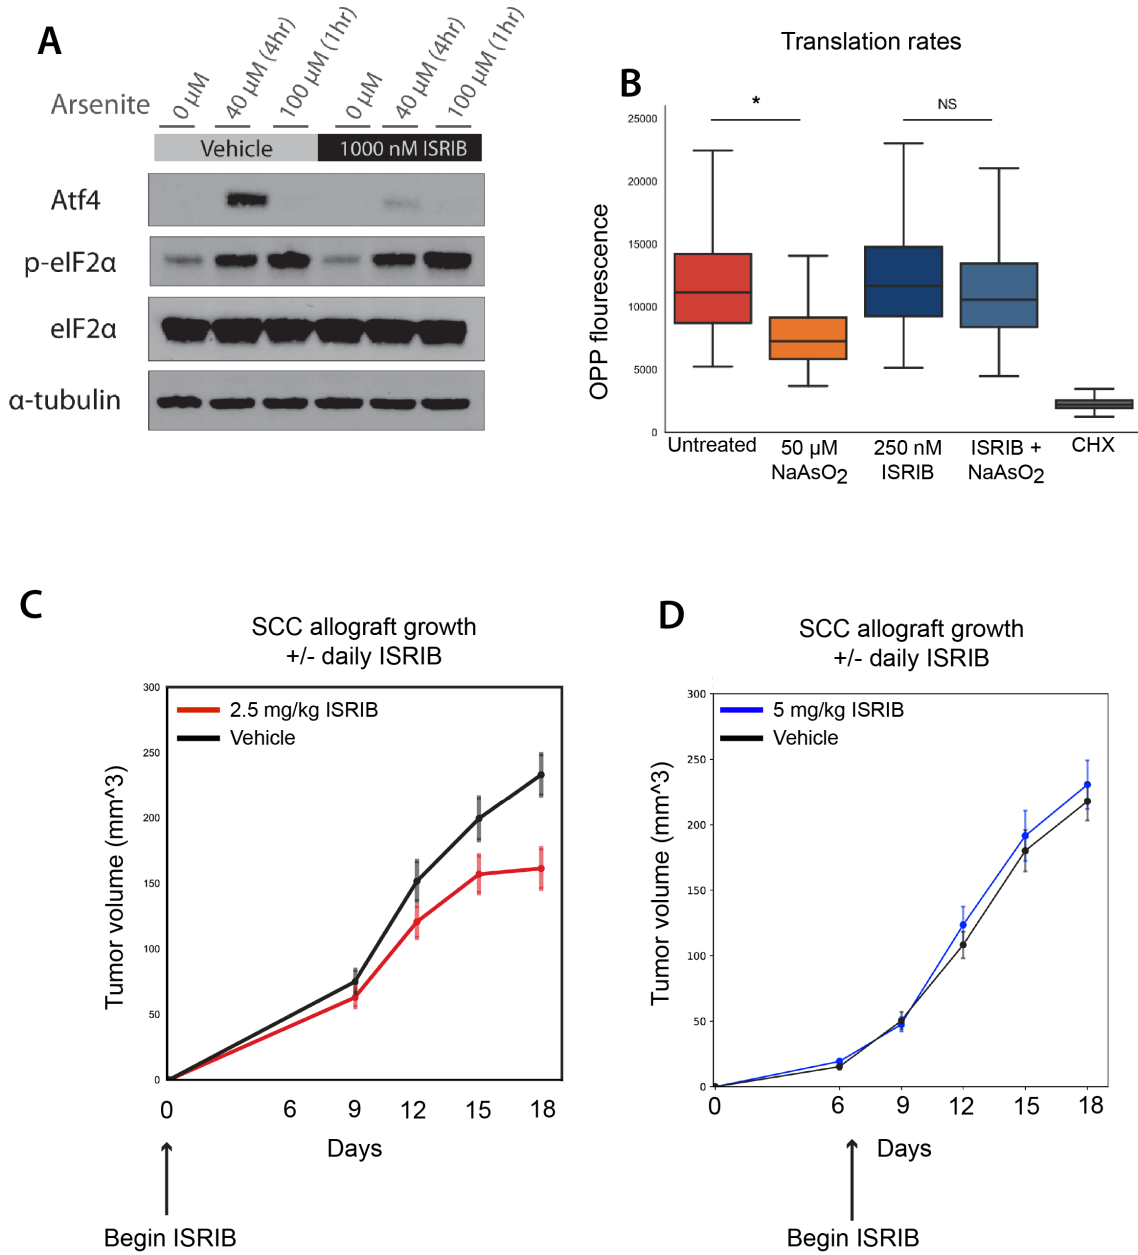 A
Arsenite
0 µM
40 µM (4hr)
100 µM (1hr)
0 µM
40 µM (4hr)
100 µM (1hr)
Vehicle
1000 nM ISRIB
Atf4
p-eIF2α
eIF2α
α-tubulin
Translation rates
B
*
NS
OPP flourescence
25000
20000
15000
10000
5000
0
Untreated
50 µM
NaAsO2
250 nM
ISRIB
ISRIB +
NaAsO2
CHX
C
SCC allograft growth
+/- daily ISRIB
2.5 mg/kg ISRIB
Vehicle
Tumor volume (mm^3)
300
250
200
150
100
50
0
0 6 9 12 15 18
Days
Begin ISRIB
D
SCC allograft growth
+/- daily ISRIB
5 mg/kg ISRIB
Vehicle
Tumor volume (mm^3)
300
250
200
150
100
50
0
0 6 9 12 15 18
Days
Begin ISRIB